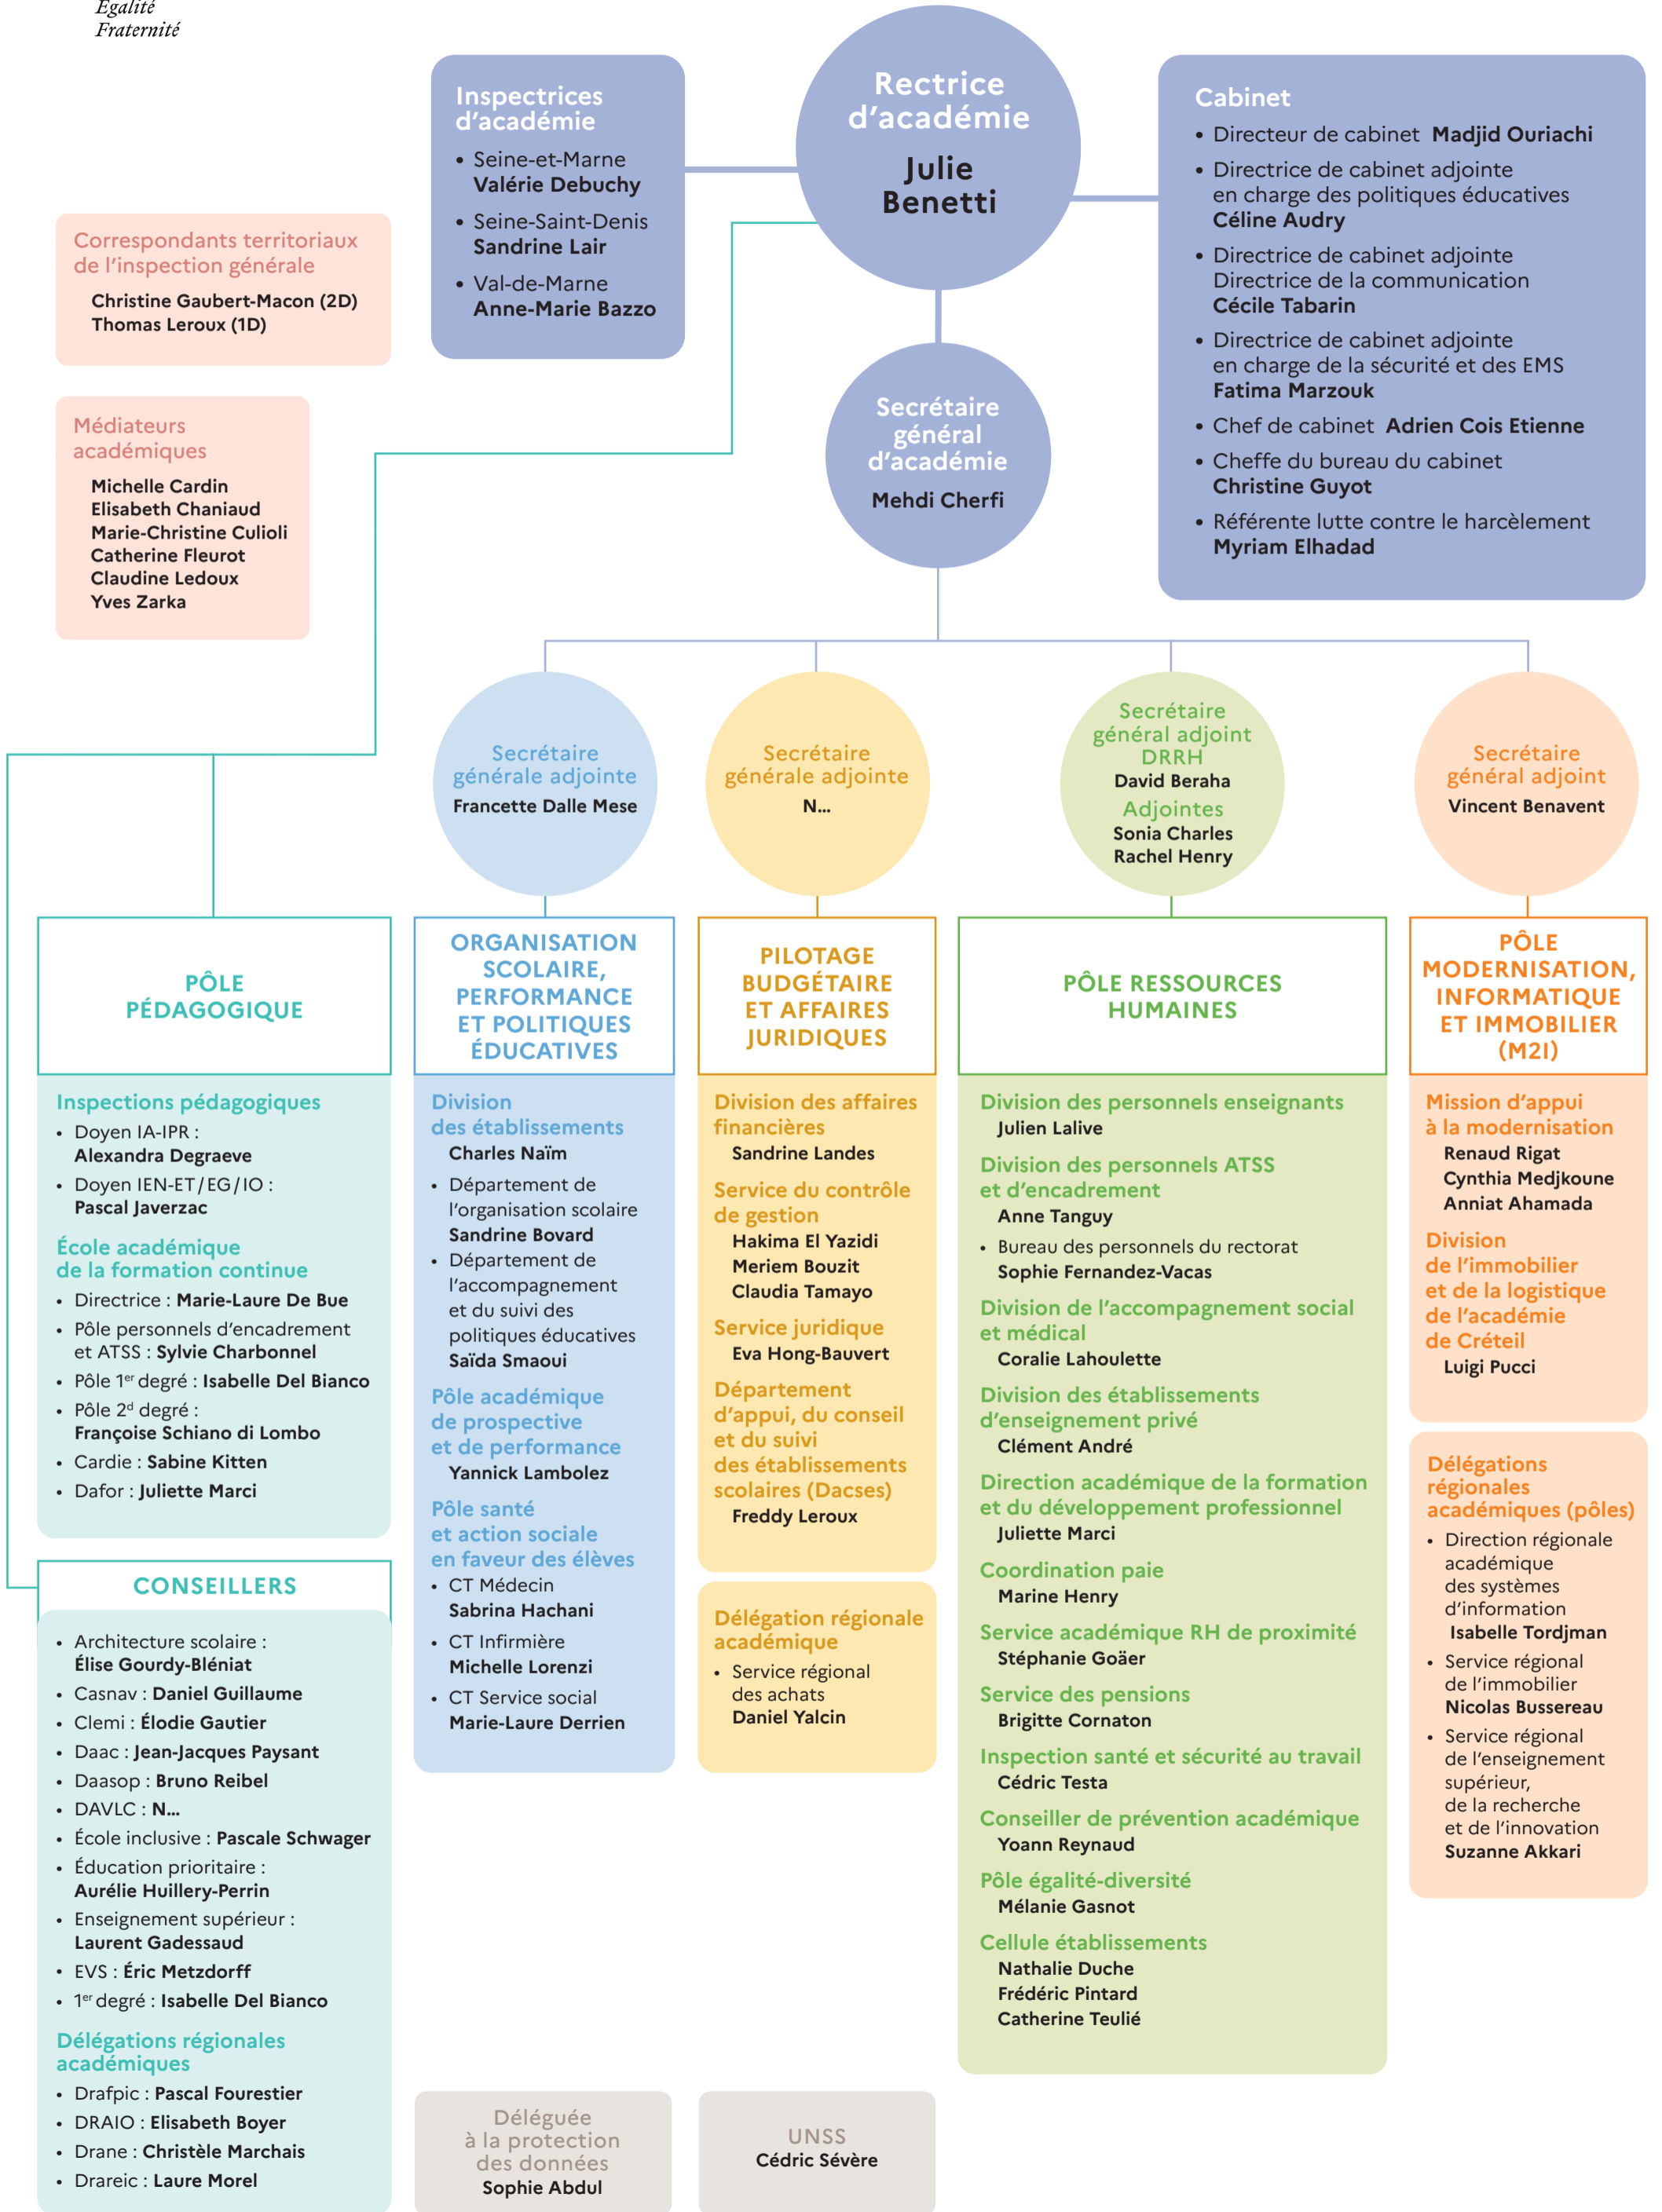 Égalité
Fraternité
Rectrice
d’académie
Julie
Benetti
Inspectrices
d’académie
• Seine-et-Marne
Valérie Debuchy
• Seine-Saint-Denis
Sandrine Lair
• Val-de-Marne
Anne-Marie Bazzo
Cabinet
• Directeur de cabinet Madjid Ouriachi
• Directrice de cabinet adjointe
en charge des politiques éducatives
Céline Audry
• Directrice de cabinet adjointe
Directrice de la communication
Cécile Tabarin
• Directrice de cabinet adjointe
en charge de la sécurité et des EMS
Fatima Marzouk
• Chef de cabinet Adrien Cois Etienne
• Cheffe du bureau du cabinet
Christine Guyot
• Référente lutte contre le harcèlement
Myriam Elhadad
Correspondants territoriaux
de l’inspection générale
Christine Gaubert-Macon (2D)
Thomas Leroux (1D)
Médiateurs
académiques
Michelle Cardin
Elisabeth Chaniaud
Marie-Christine Culioli
Catherine Fleurot
Claudine Ledoux
Yves Zarka
Secrétaire
général
d’académie
Mehdi Cherfi
Secrétaire
générale adjointe
Francette Dalle Mese
Secrétaire
générale adjointe
N...
Secrétaire
général adjoint
DRRH
David Beraha
Adjointes
Sonia Charles
Rachel Henry
Secrétaire
général adjoint
Vincent Benavent
PÔLE
PÉDAGOGIQUE
Inspections pédagogiques
• Doyen IA-IPR :
Alexandra Degraeve
• Doyen IEN-ET/EG/IO :
Pascal Javerzac
École académique
de la formation continue
• Directrice : Marie-Laure De Bue
• Pôle personnels d’encadrement
et ATSS : Sylvie Charbonnel
• Pôle 1er degré : Isabelle Del Bianco
• Pôle 2d degré :
Françoise Schiano di Lombo
• Cardie : Sabine Kitten
• Dafor : Juliette Marci
CONSEILLERS
• Architecture scolaire :
Élise Gourdy-Bléniat
• Casnav : Daniel Guillaume
• Clemi : Élodie Gautier
• Daac : Jean-Jacques Paysant
• Daasop : Bruno Reibel
• DAVLC : N...
• École inclusive : Pascale Schwager
• Éducation prioritaire :
Aurélie Huillery-Perrin
• Enseignement supérieur :
Laurent Gadessaud
• EVS : Éric Metzdorff
• 1er degré : Isabelle Del Bianco
Délégations régionales
académiques
• Drafpic : Pascal Fourestier
• DRAIO : Elisabeth Boyer
• Drane : Christèle Marchais
• Drareic : Laure Morel
ORGANISATION
SCOLAIRE,
PERFORMANCE
ET POLITIQUES
ÉDUCATIVES
Division
des établissements
Charles Naïm
• Département de
l’organisation scolaire
Sandrine Bovard
• Département de
l’accompagnement
et du suivi des
politiques éducatives
Saïda Smaoui
Pôle académique
de prospective
et de performance
Yannick Lambolez
Pôle santé
et action sociale
en faveur des élèves
• CT Médecin
Sabrina Hachani
• CT Infirmière
Michelle Lorenzi
• CT Service social
Marie-Laure Derrien
PILOTAGE
BUDGÉTAIRE
ET AFFAIRES
JURIDIQUES
Division des affaires
financières
Sandrine Landes
Service du contrôle
de gestion
Hakima El Yazidi
Meriem Bouzit
Claudia Tamayo
Service juridique
Eva Hong-Bauvert
Département
d’appui, du conseil
et du suivi
des établissements
scolaires (Dacses)
Freddy Leroux
Délégation régionale
académique
• Service régional
des achats
Daniel Yalcin
PÔLE RESSOURCES
HUMAINES
Division des personnels enseignants
Julien Lalive
Division des personnels ATSS
et d’encadrement
Anne Tanguy
• Bureau des personnels du rectorat
Sophie Fernandez-Vacas
Division de l’accompagnement social
et médical
Coralie Lahoulette
Division des établissements
d’enseignement privé
Clément André
Direction académique de la formation
et du développement professionnel
Juliette Marci
Coordination paie
Marine Henry
Service académique RH de proximité
Stéphanie Goäer
Service des pensions
Brigitte Cornaton
Inspection santé et sécurité au travail
Cédric Testa
Conseiller de prévention académique
Yoann Reynaud
Pôle égalité-diversité
Mélanie Gasnot
Cellule établissements
Nathalie Duche
Frédéric Pintard
Catherine Teulié
PÔLE
MODERNISATION,
INFORMATIQUE
ET IMMOBILIER
(M2I)
Mission d’appui
à la modernisation
Renaud Rigat
Cynthia Medjkoune
Anniat Ahamada
Division
de l’immobilier
et de la logistique
de l’académie
de Créteil
Luigi Pucci
Délégations
régionales
académiques (pôles)
• Direction régionale
académique
des systèmes
d’information
Isabelle Tordjman
• Service régional
de l’immobilier
Nicolas Bussereau
• Service régional
de l’enseignement
supérieur,
de la recherche
et de l’innovation
Suzanne Akkari
Déléguée
à la protection
des données
Sophie Abdul
UNSS
Cédric Sévère